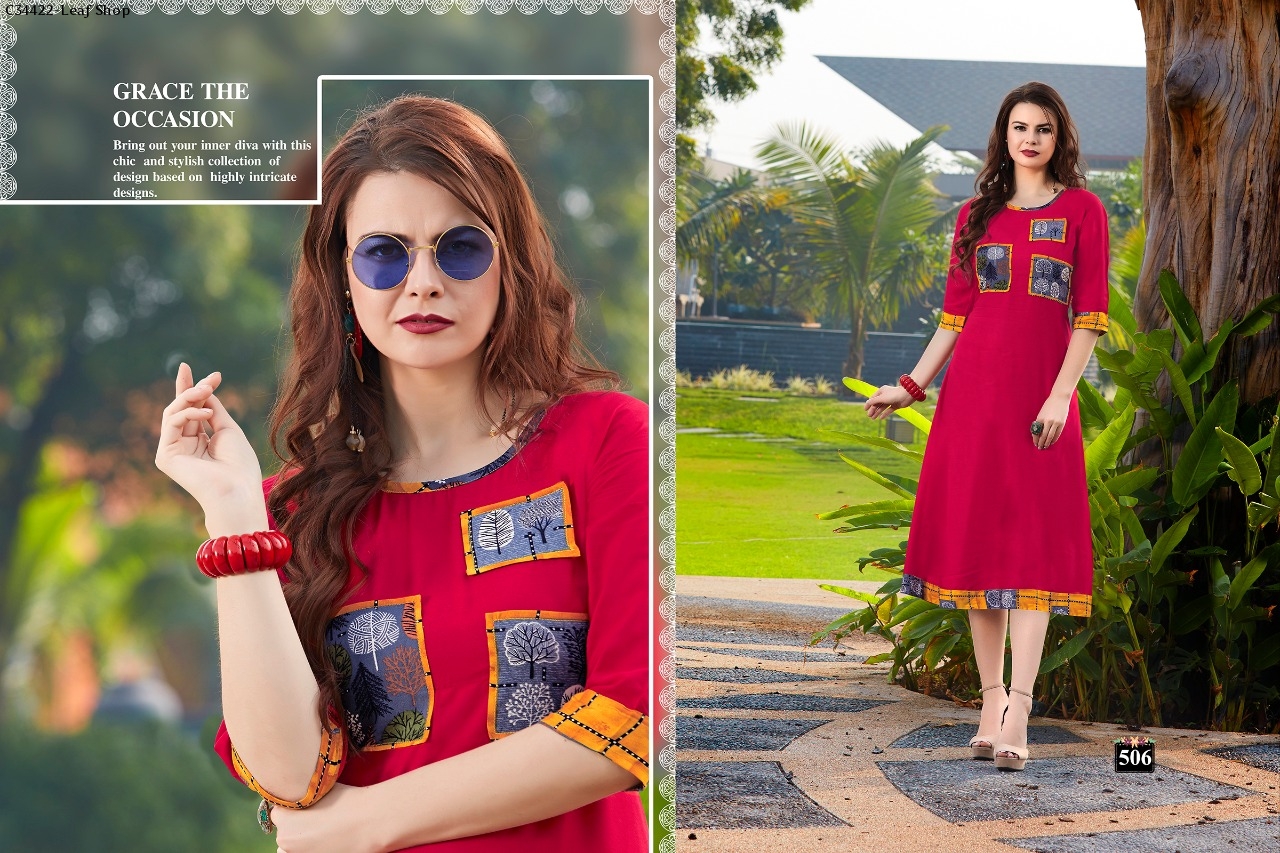 C34422-Leaf Shop
GRACE THE
OCCASION
Bring out your inner diva with this
chic and stylish collection of
design based on highly intricate
designs.
506